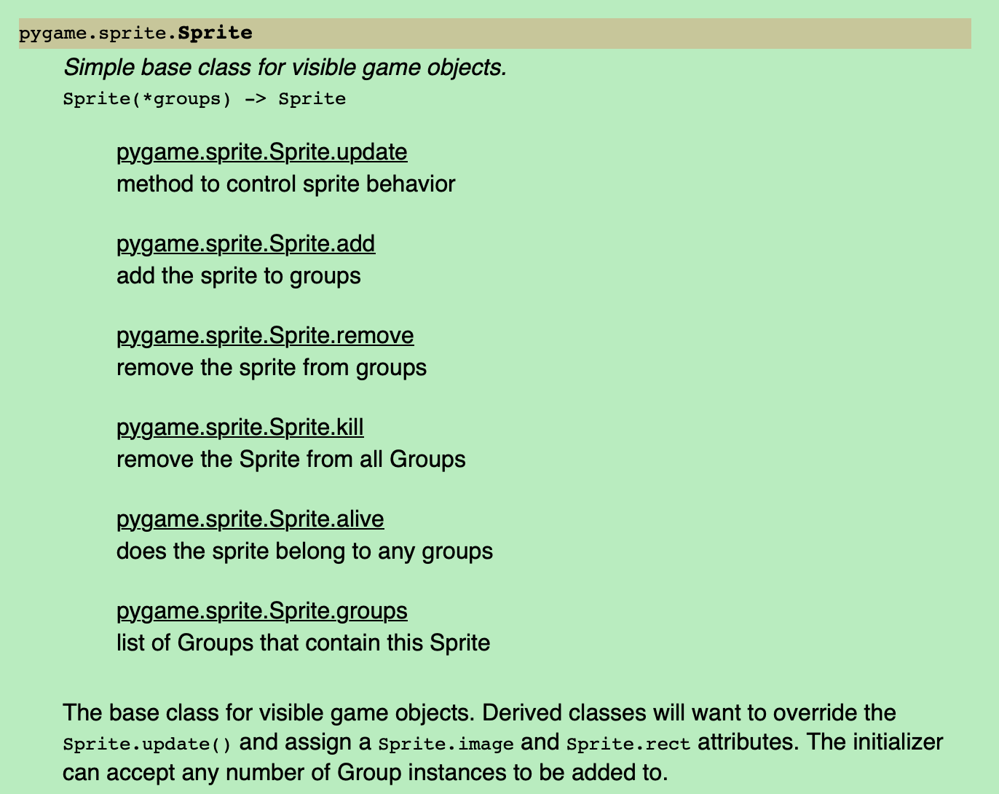 pygame.sprite.Sprite
Simple base class for visible game objects.
Sprite(*groups) -> Sprite
pygame.sprite.Sprite.update
method to control sprite behavior
pygame.sprite.Sprite.add
add the sprite to groups
pygame.sprite.Sprite.remove
remove the sprite from groups
pygame.sprite.Sprite.kill
remove the Sprite from all Groups
pygame.sprite.Sprite.alive
does the sprite belong to any groups
pygame.sprite.Sprite.groups
list of Groups that contain this Sprite
The base class for visible game objects. Derived classes will want to override the
Sprite.update() and assign a Sprite.image and Sprite.rect attributes. The initializer
can accept any number of Group instances to be added to.